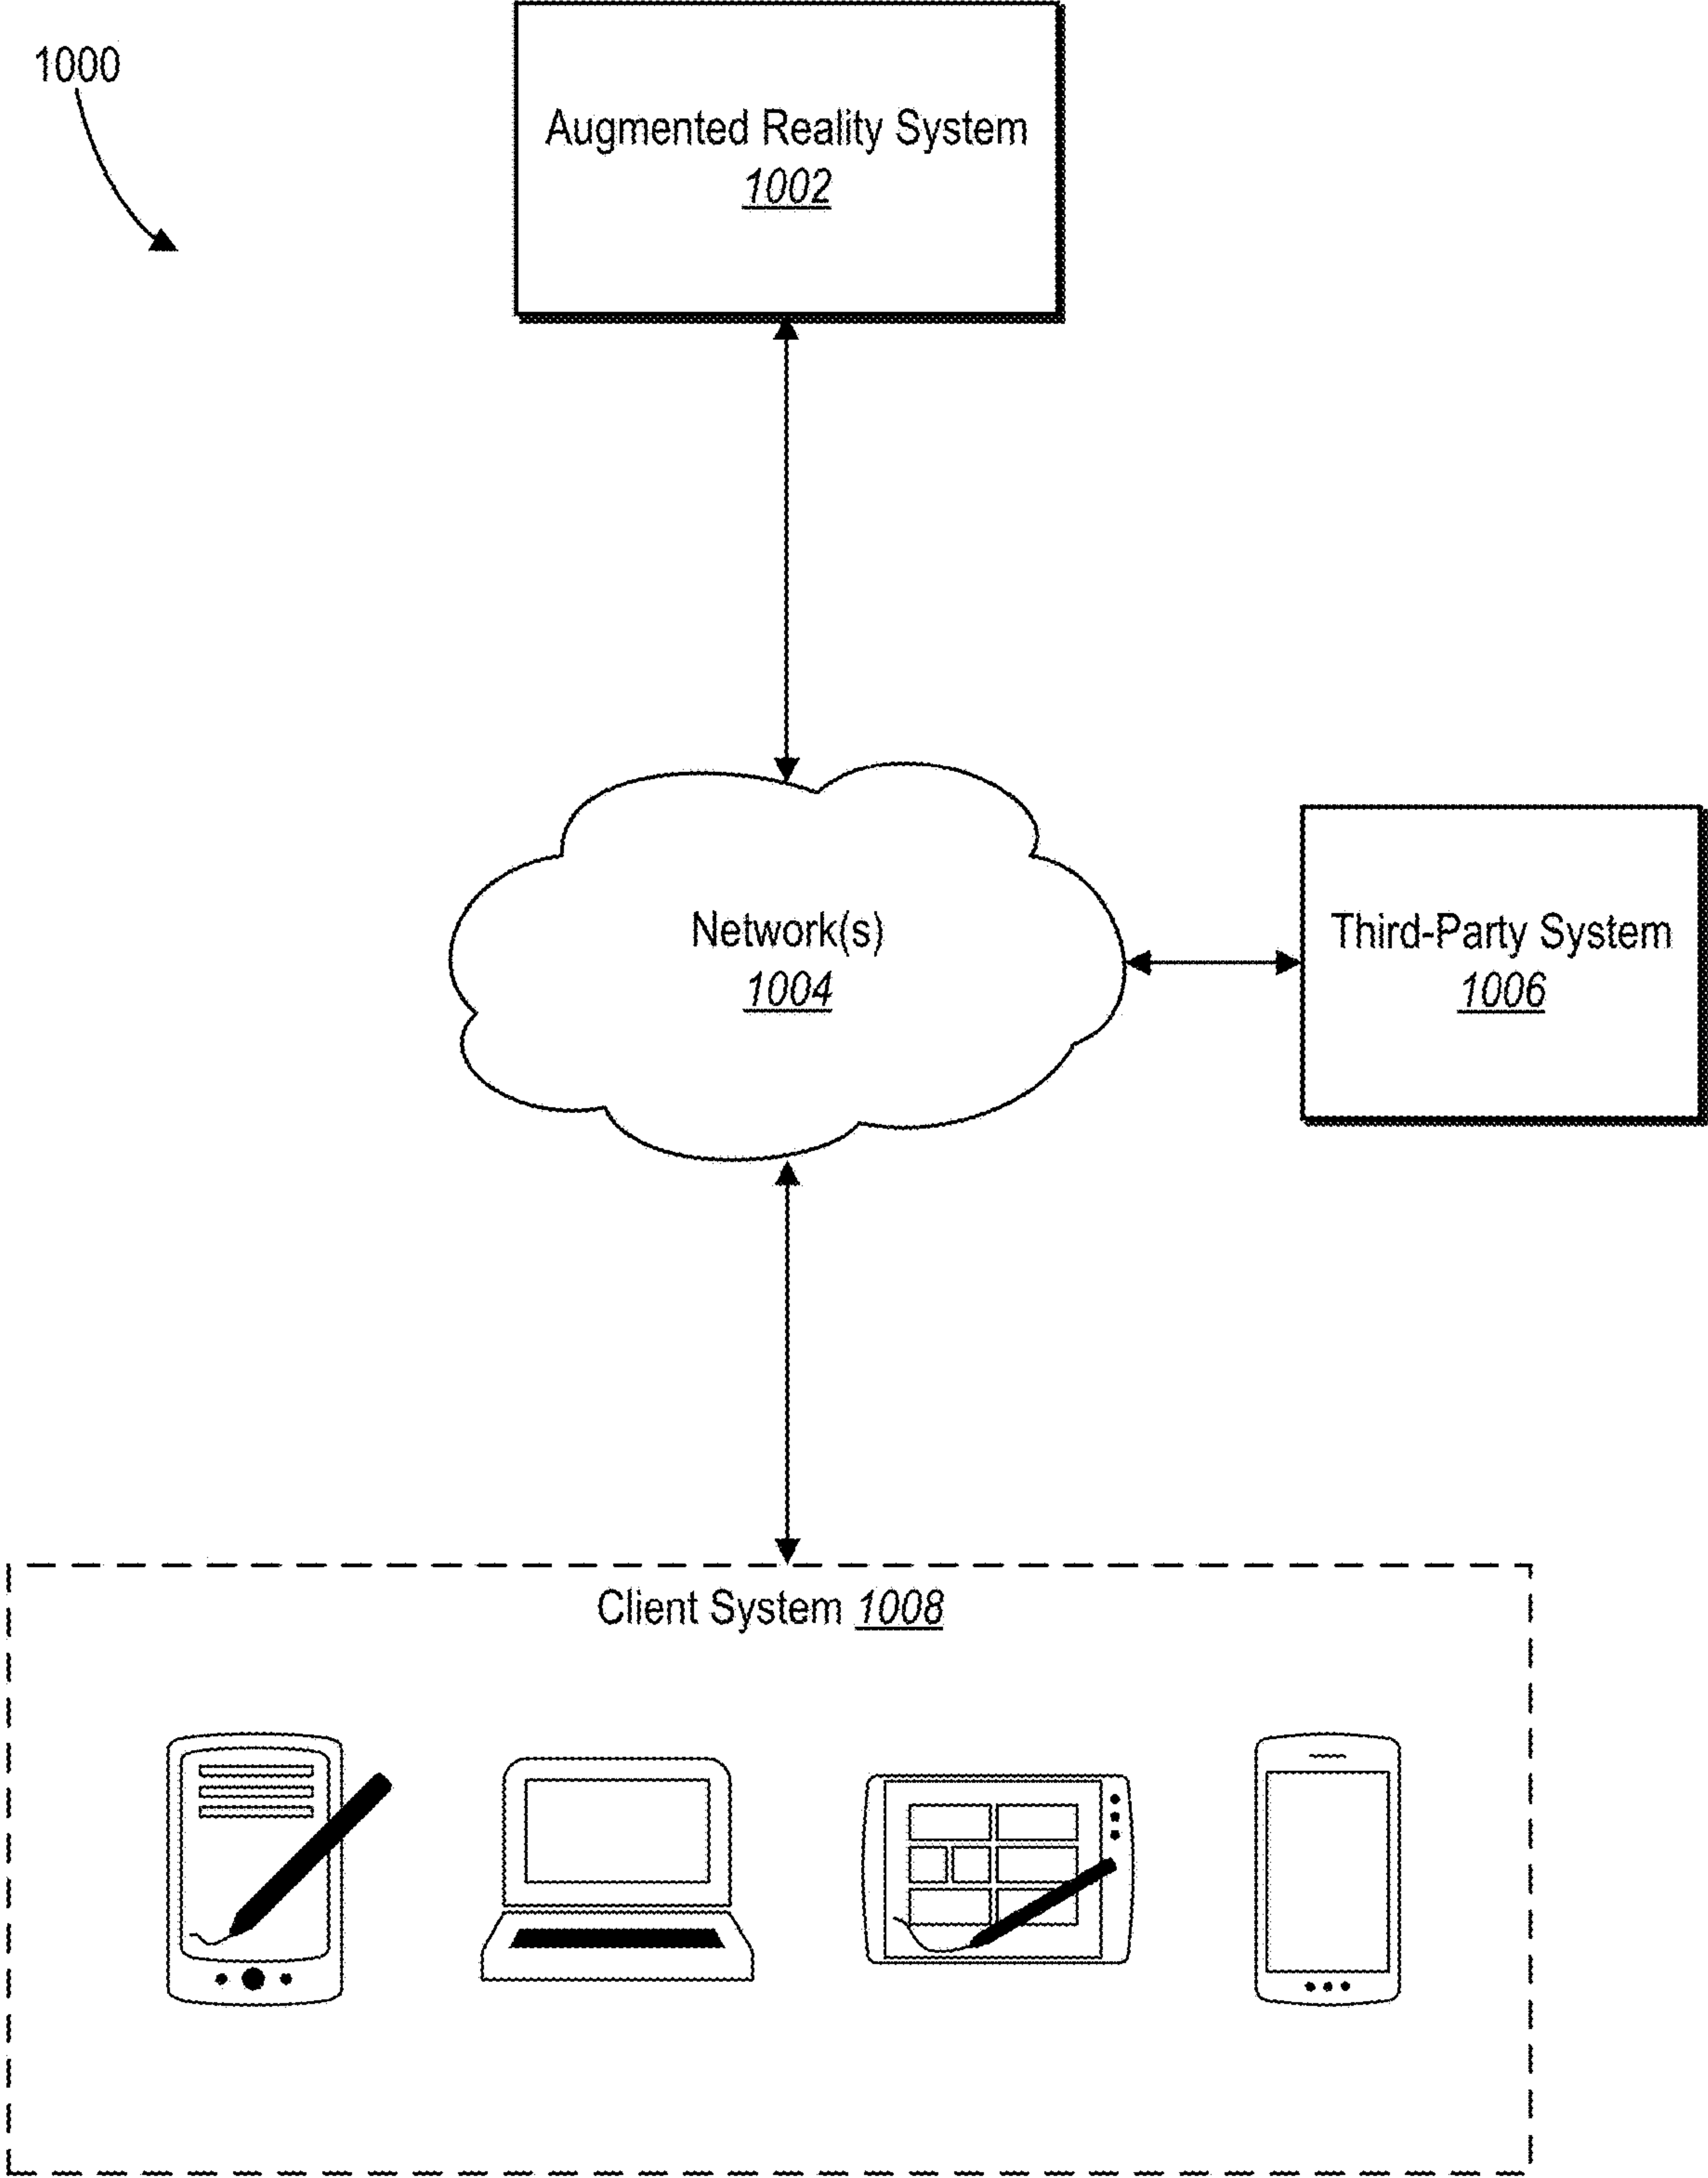 1000
Augmented Reality System
1002
Network(s)
1004
Third-Party System
1006
Client System 1008